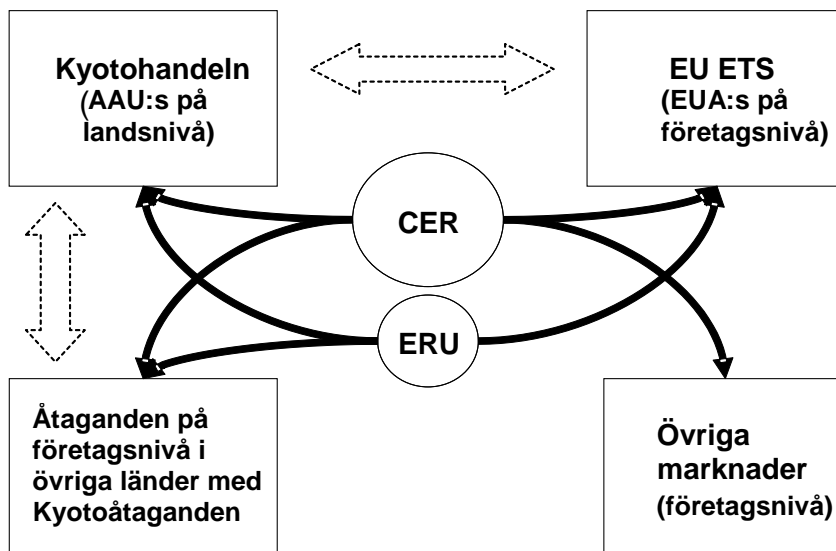 Kyotohandeln
(AAU:s på
landsnivå)
EU ETS
(EUA:s på
företagsnivå)
CER
ERU
Åtaganden på
företagsnivå i
övriga länder med
Kyotoåtaganden
Övriga
marknader
(företagsnivå)